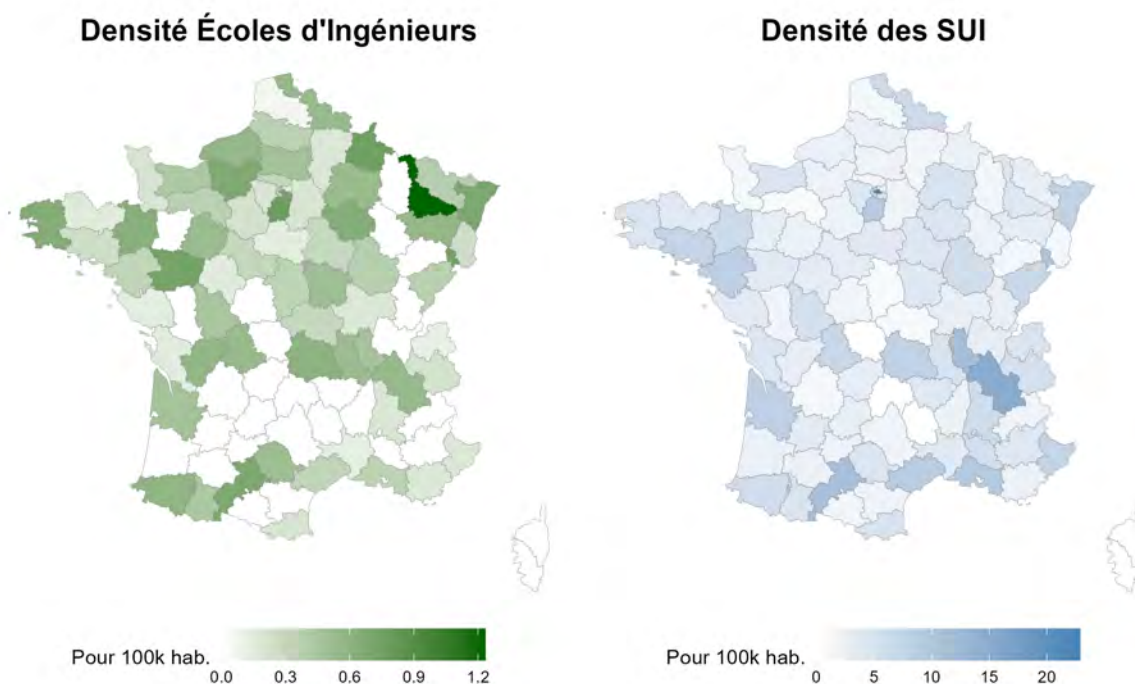 Densité Écoles d'Ingénieurs
Densité des SUI
Pour 100k hab.
0.0 0.3 0.6 0.9 1.2
Pour 100k hab.
0 5 10 15 20